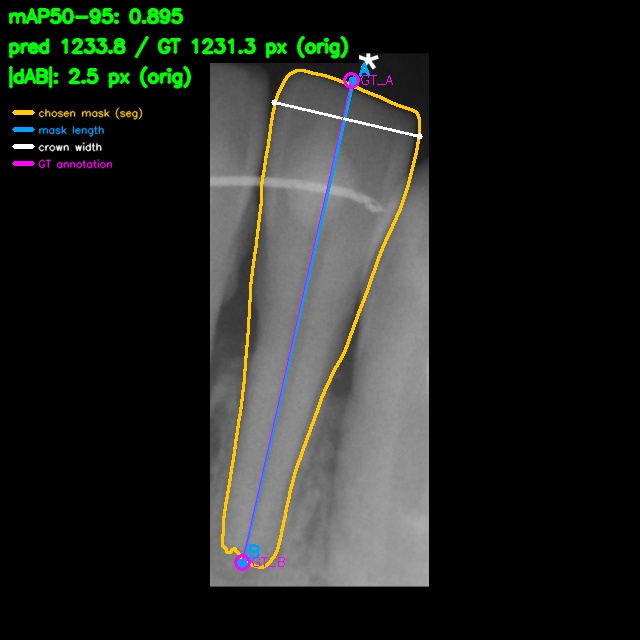 mAP50-95: 0.895
pred 1233.8 / GT 1231.3 px (orig)
|dAB|: 2.5 px (orig)
chosen mask (seg)
mask length
crown width
GT annotation
A
GT_A
B
GT_B